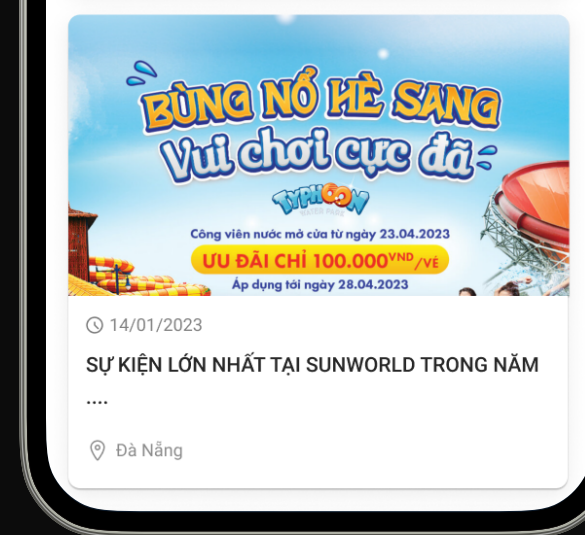 BÙNG NỔ HÈ SANG
Vui chơi cực đã
TYPHOON
WATER PARK
Công viên nước mở cửa từ ngày 23.04.2023
ƯU ĐÃI CHỈ 100.000VND/VÉ
Áp dụng tới ngày 28.04.2023
14/01/2023
SỰ KIỆN LỚN NHẤT TẠI SUNWORLD TRONG NĂM
....
Đà Nẵng